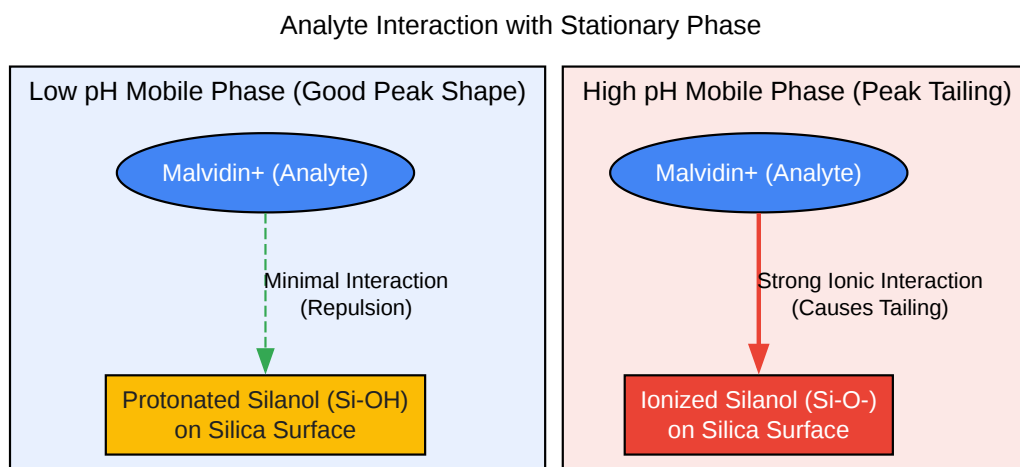 Analyte Interaction with Stationary Phase
Low pH Mobile Phase (Good Peak Shape)
Malvidin+ (Analyte)
Minimal Interaction
(Repulsion)
Protonated Silanol (Si-OH)
on Silica Surface
High pH Mobile Phase (Peak Tailing)
Malvidin+ (Analyte)
Strong Ionic Interaction
(Causes Tailing)
Ionized Silanol (Si-O-)
on Silica Surface